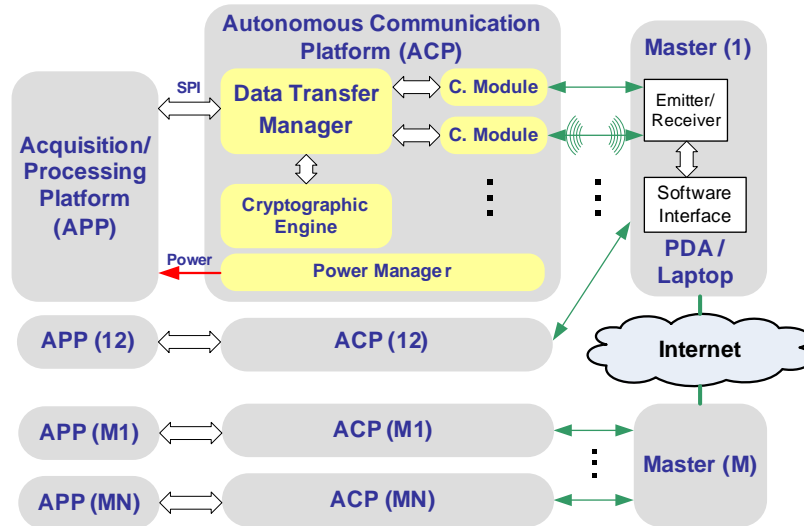 Autonomous Communication
Platform (ACP)
Master (1)
SPI
Data Transfer
Manager
C. Module
C. Module
Emitter/
Receiver
Acquisition/
Processing
Platform
(APP)
Cryptographic
Engine
Software
Interface
Power
Power Manager
PDA /
Laptop
APP (12)
ACP (12)
Internet
APP (M1)
ACP (M1)
Master (M)
APP (MN)
ACP (MN)